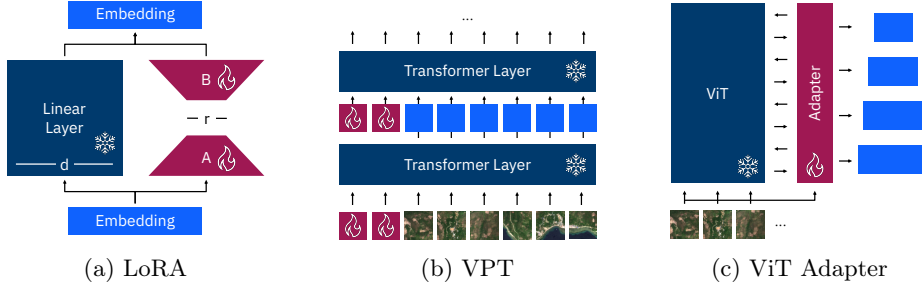 Embedding
B
Linear
Layer
r
d
A
Embedding
(a) LoRA
...
Transformer Layer
Transformer Layer
(b) VPT
ViT
Adapter
...
(c) ViT Adapter